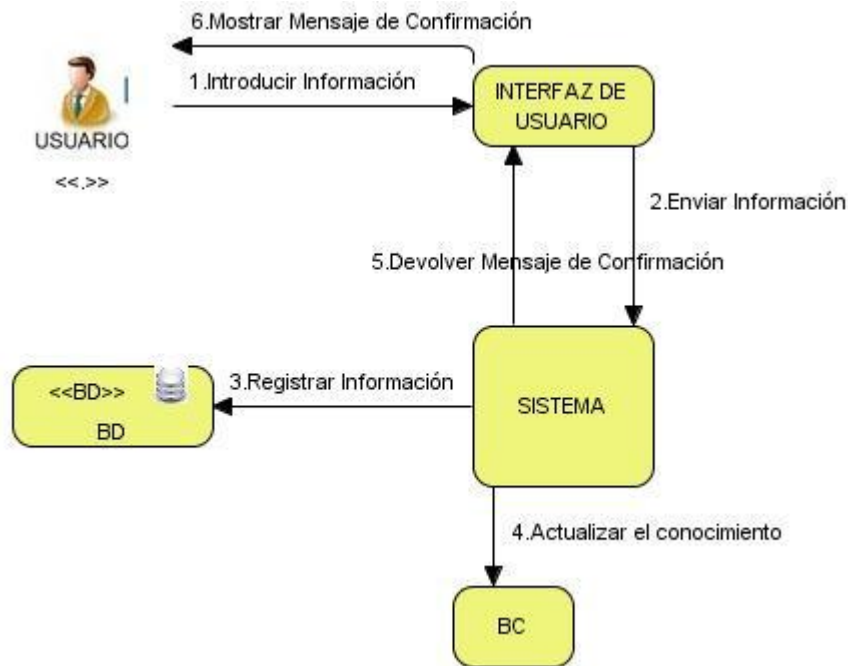 6.Mostrar Mensaje de Confirmación
1.Introducir Información
INTERFAZ DE
USUARIO
USUARIO
<<.>>
2.Enviar Información
5.Devolver Mensaje de Confirmación
<<BD>>
BD
3.Registrar Información
SISTEMA
4.Actualizar el conocimiento
BC